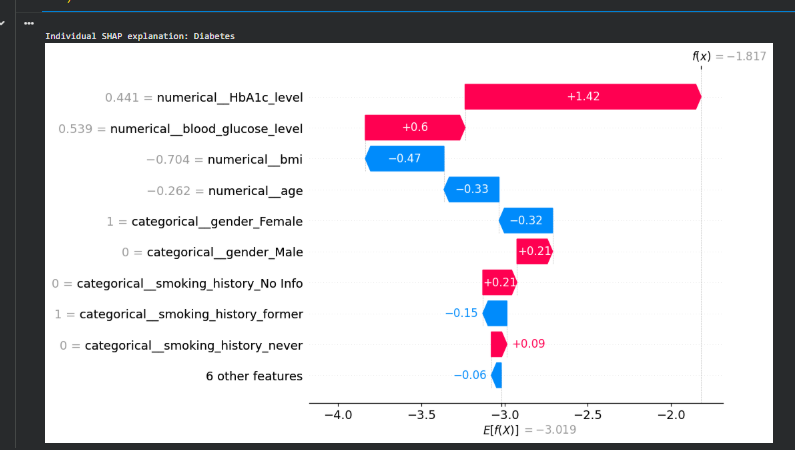 Individual SHAP explanation: Diabetes
f(x) = −1.817
0.441 = numerical__HbA1c_level
+1.42
0.539 = numerical__blood_glucose_level
+0.6
−0.704 = numerical__bmi
−0.47
−0.262 = numerical__age
−0.33
1 = categorical__gender_Female
−0.32
0 = categorical__gender_Male
+0.21
0 = categorical__smoking_history_No Info
+0.21
1 = categorical__smoking_history_former
−0.15
0 = categorical__smoking_history_never
+0.09
6 other features
−0.06
−4.0 −3.5 −3.0 −2.5 −2.0
E[f(X)] = −3.019